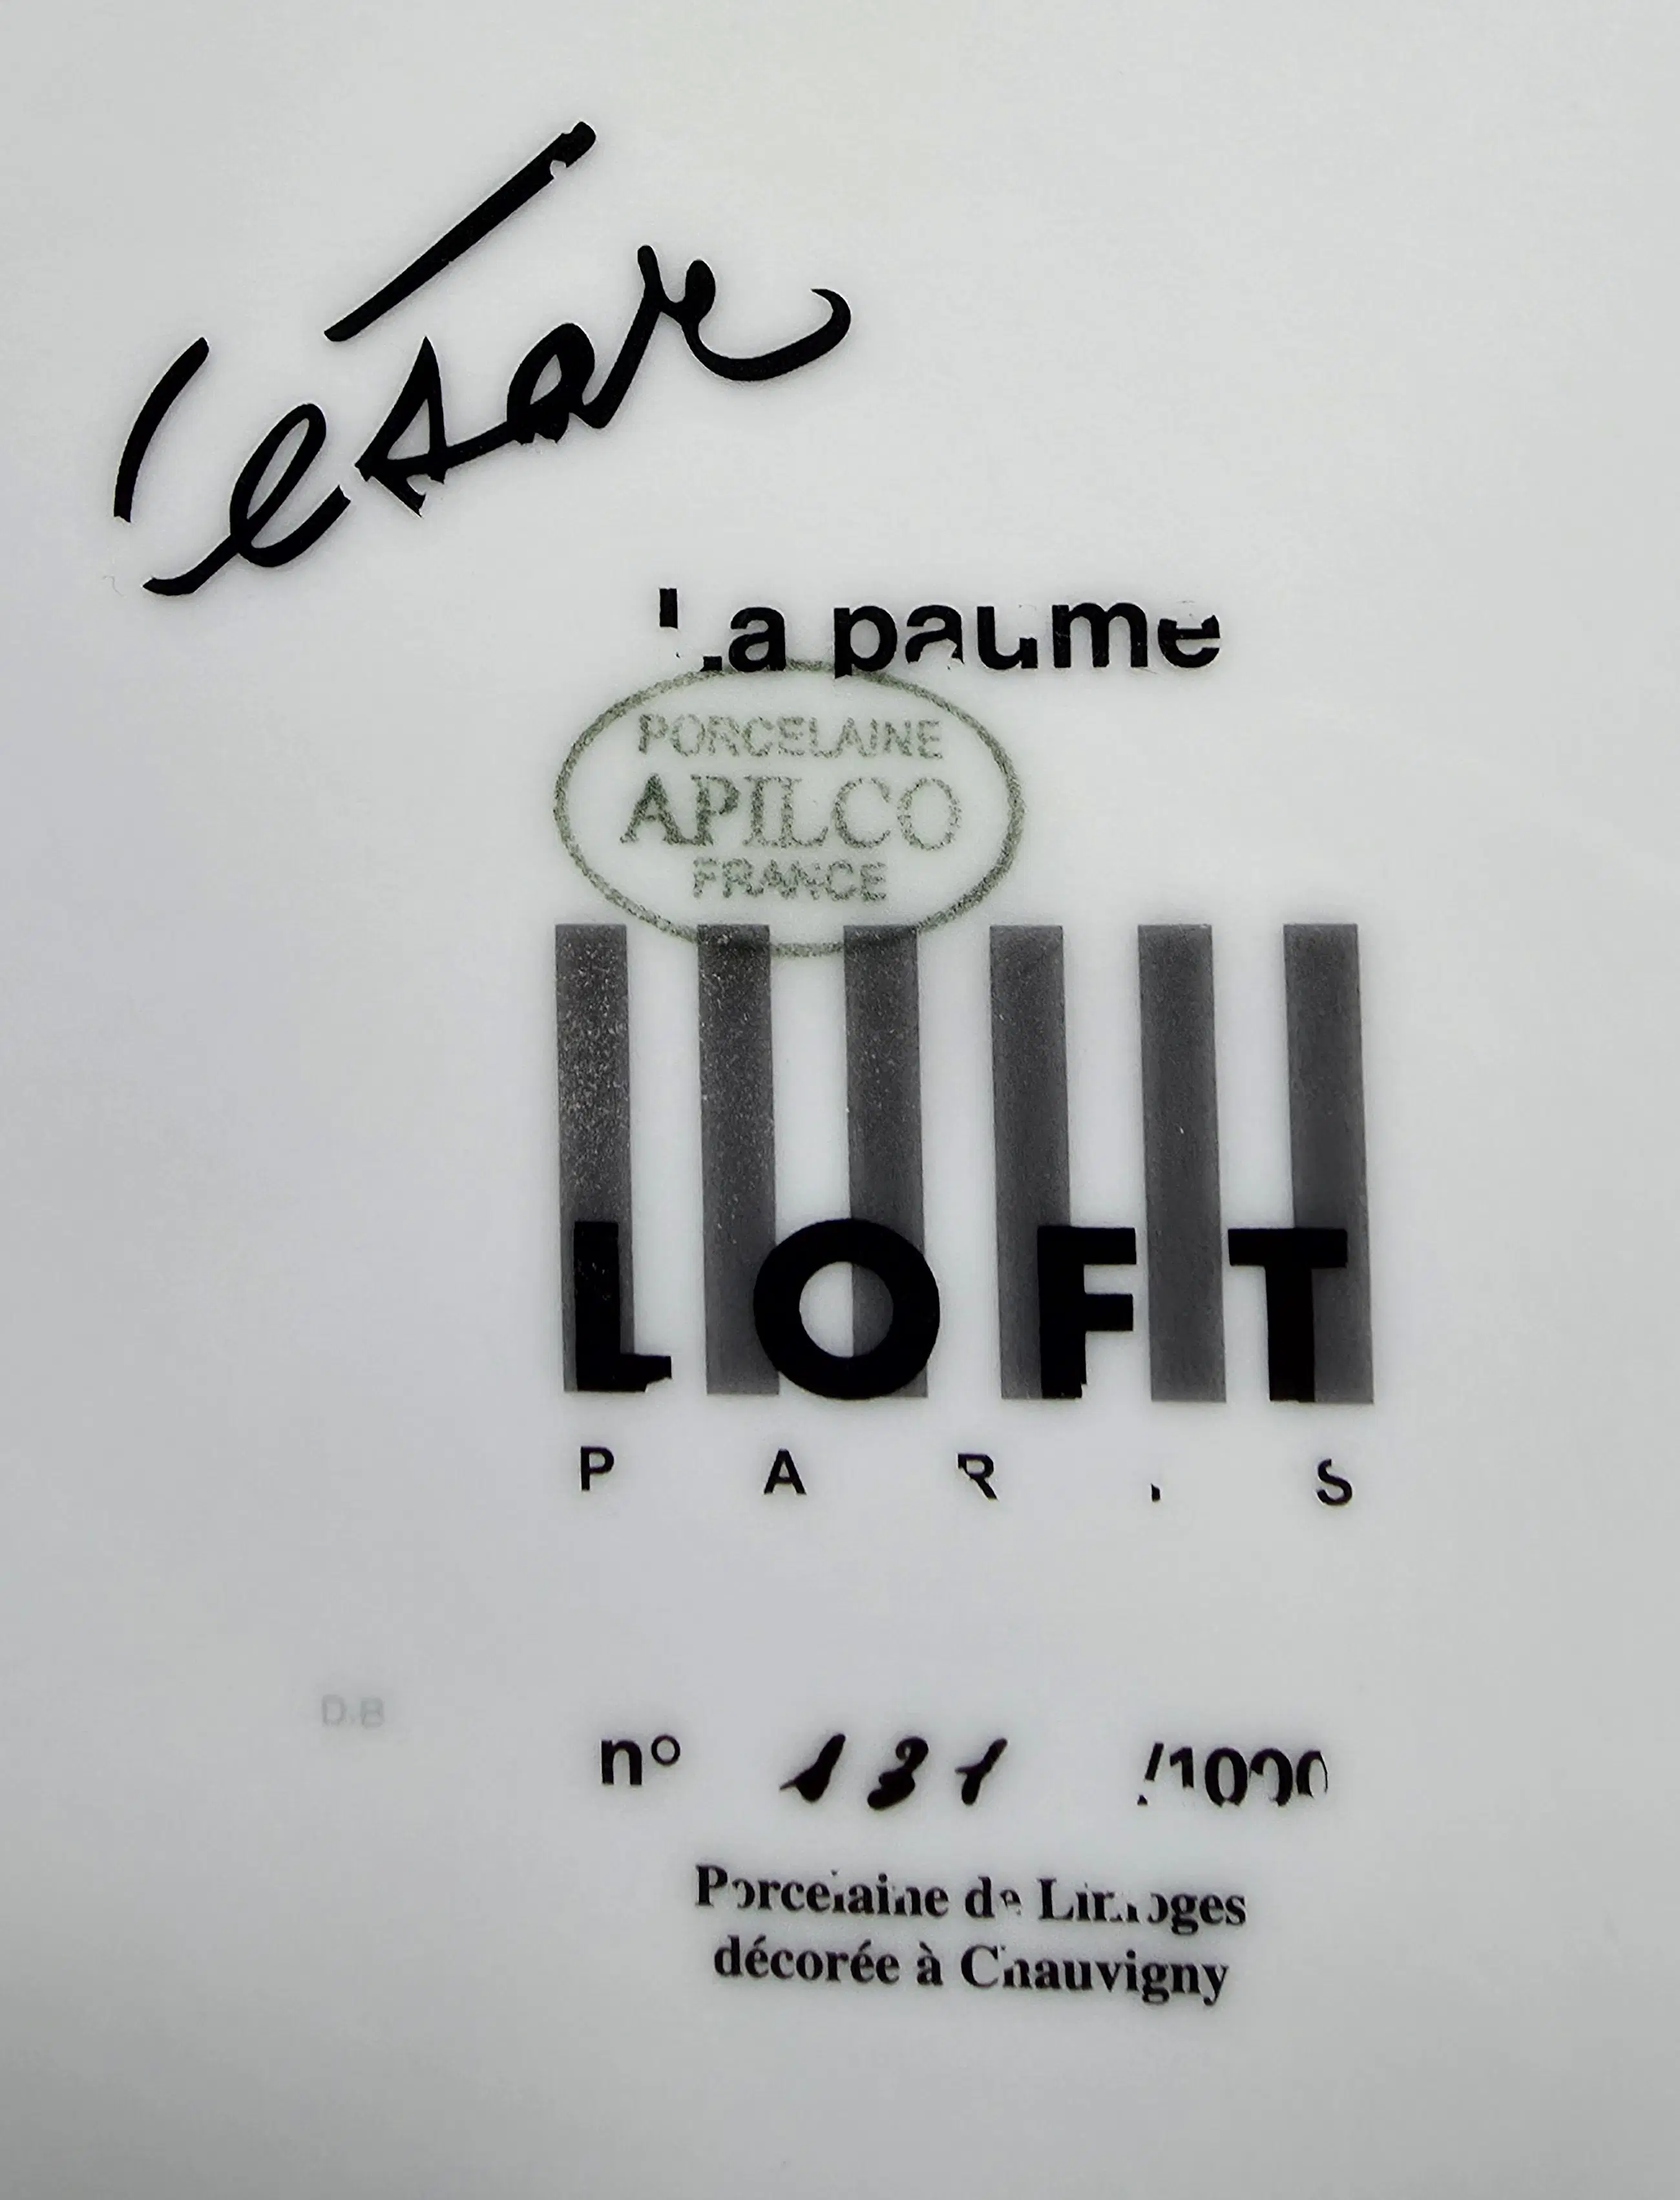 César
La paume
PORCELAINE
APILCO
FRANCE
LOFT
PARIS
D.B
n° 131 /1000
Porcelaine de Limoges
décorée à Chauvigny